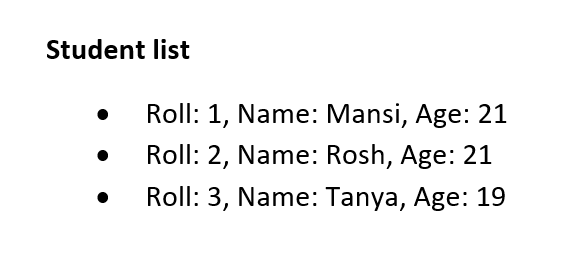 Student list
• Roll: 1, Name: Mansi, Age: 21
• Roll: 2, Name: Rosh, Age: 21
• Roll: 3, Name: Tanya, Age: 19